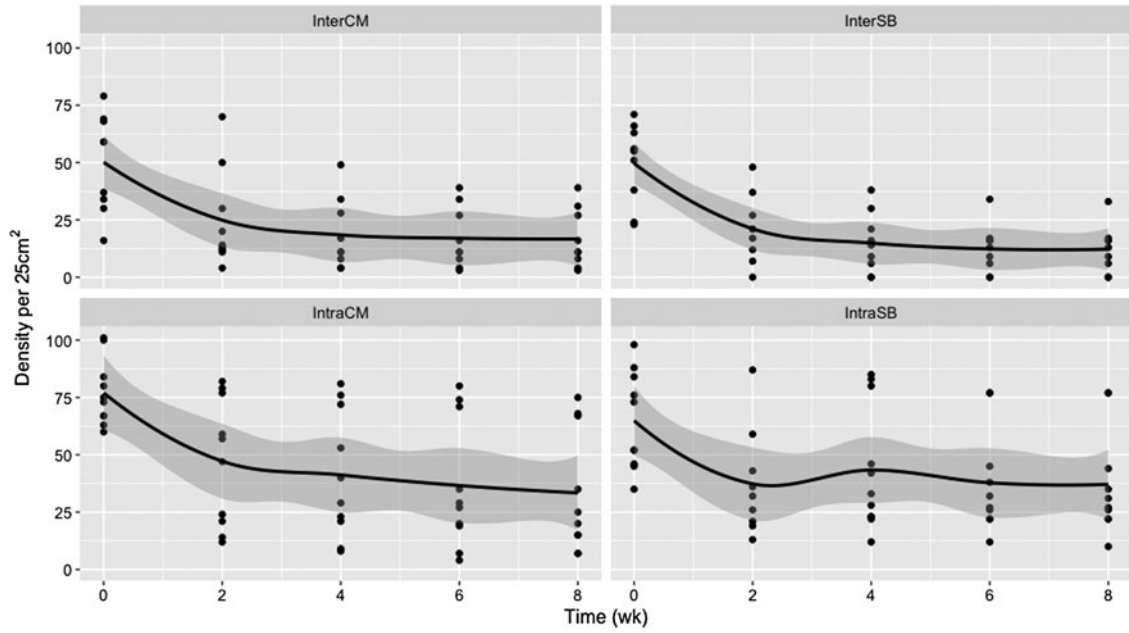 InterCM
InterSB
100
75
50
25
0
IntraCM
IntraSB
100
75
50
25
0
Density per 25cm²
0 2 4 6 8 0 2 4 6 8
Time (wk)